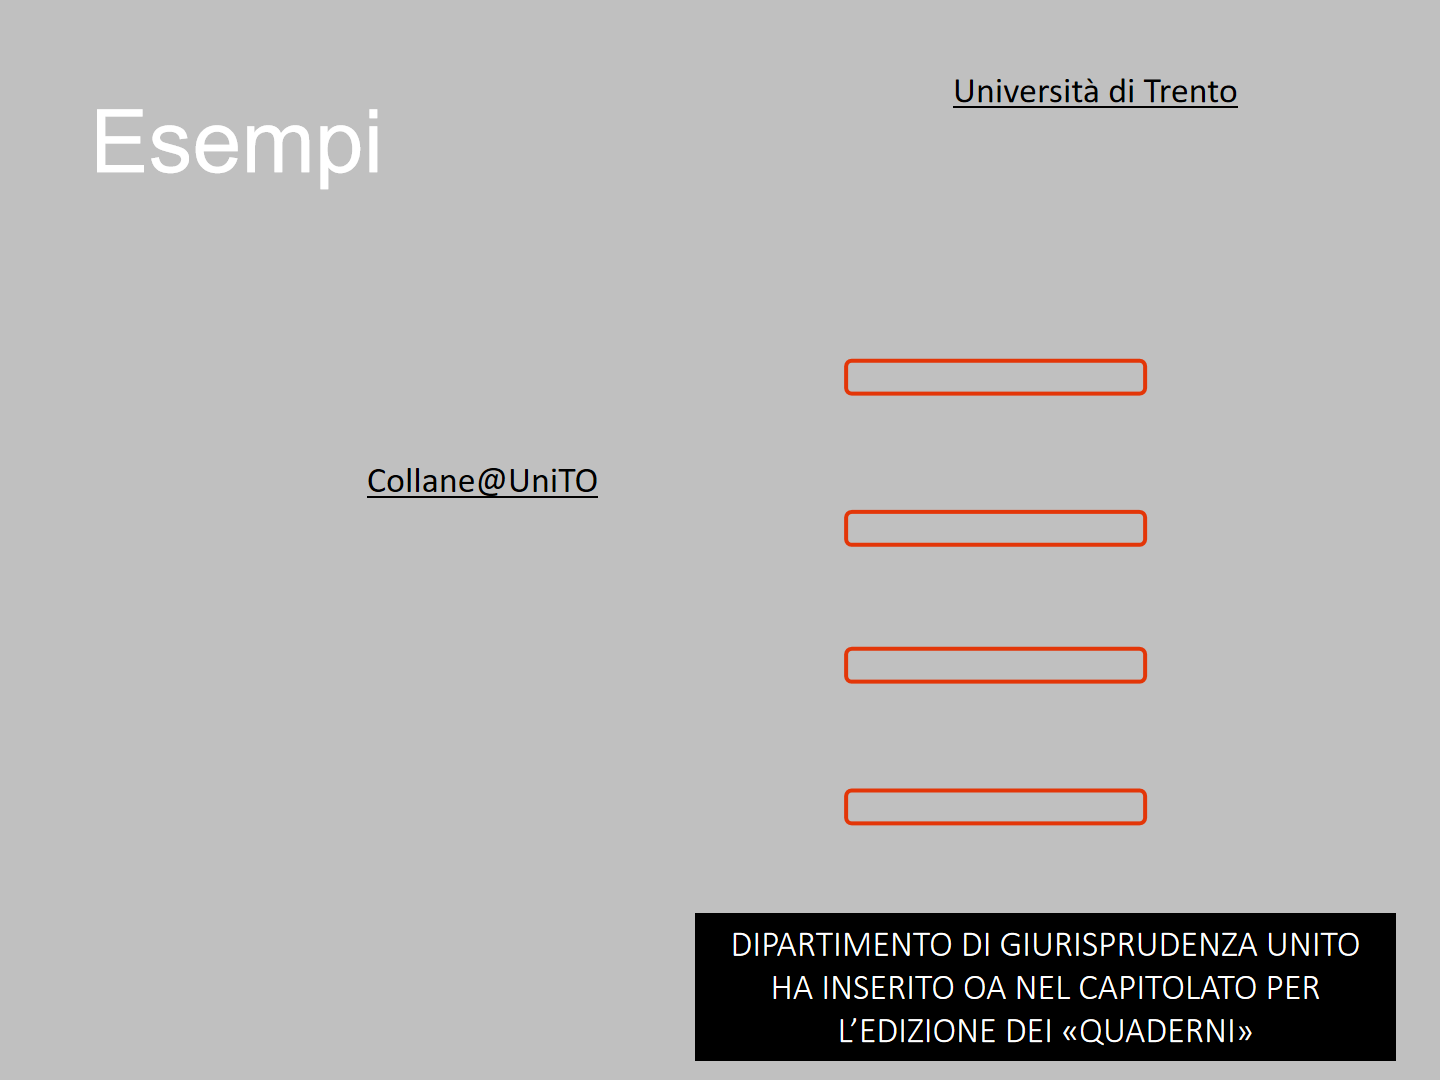 Esempi
Università di Trento
Collane@UniTO
DIPARTIMENTO DI GIURISPRUDENZA UNITO
HA INSERITO OA NEL CAPITOLATO PER
L’EDIZIONE DEI «QUADERNI»